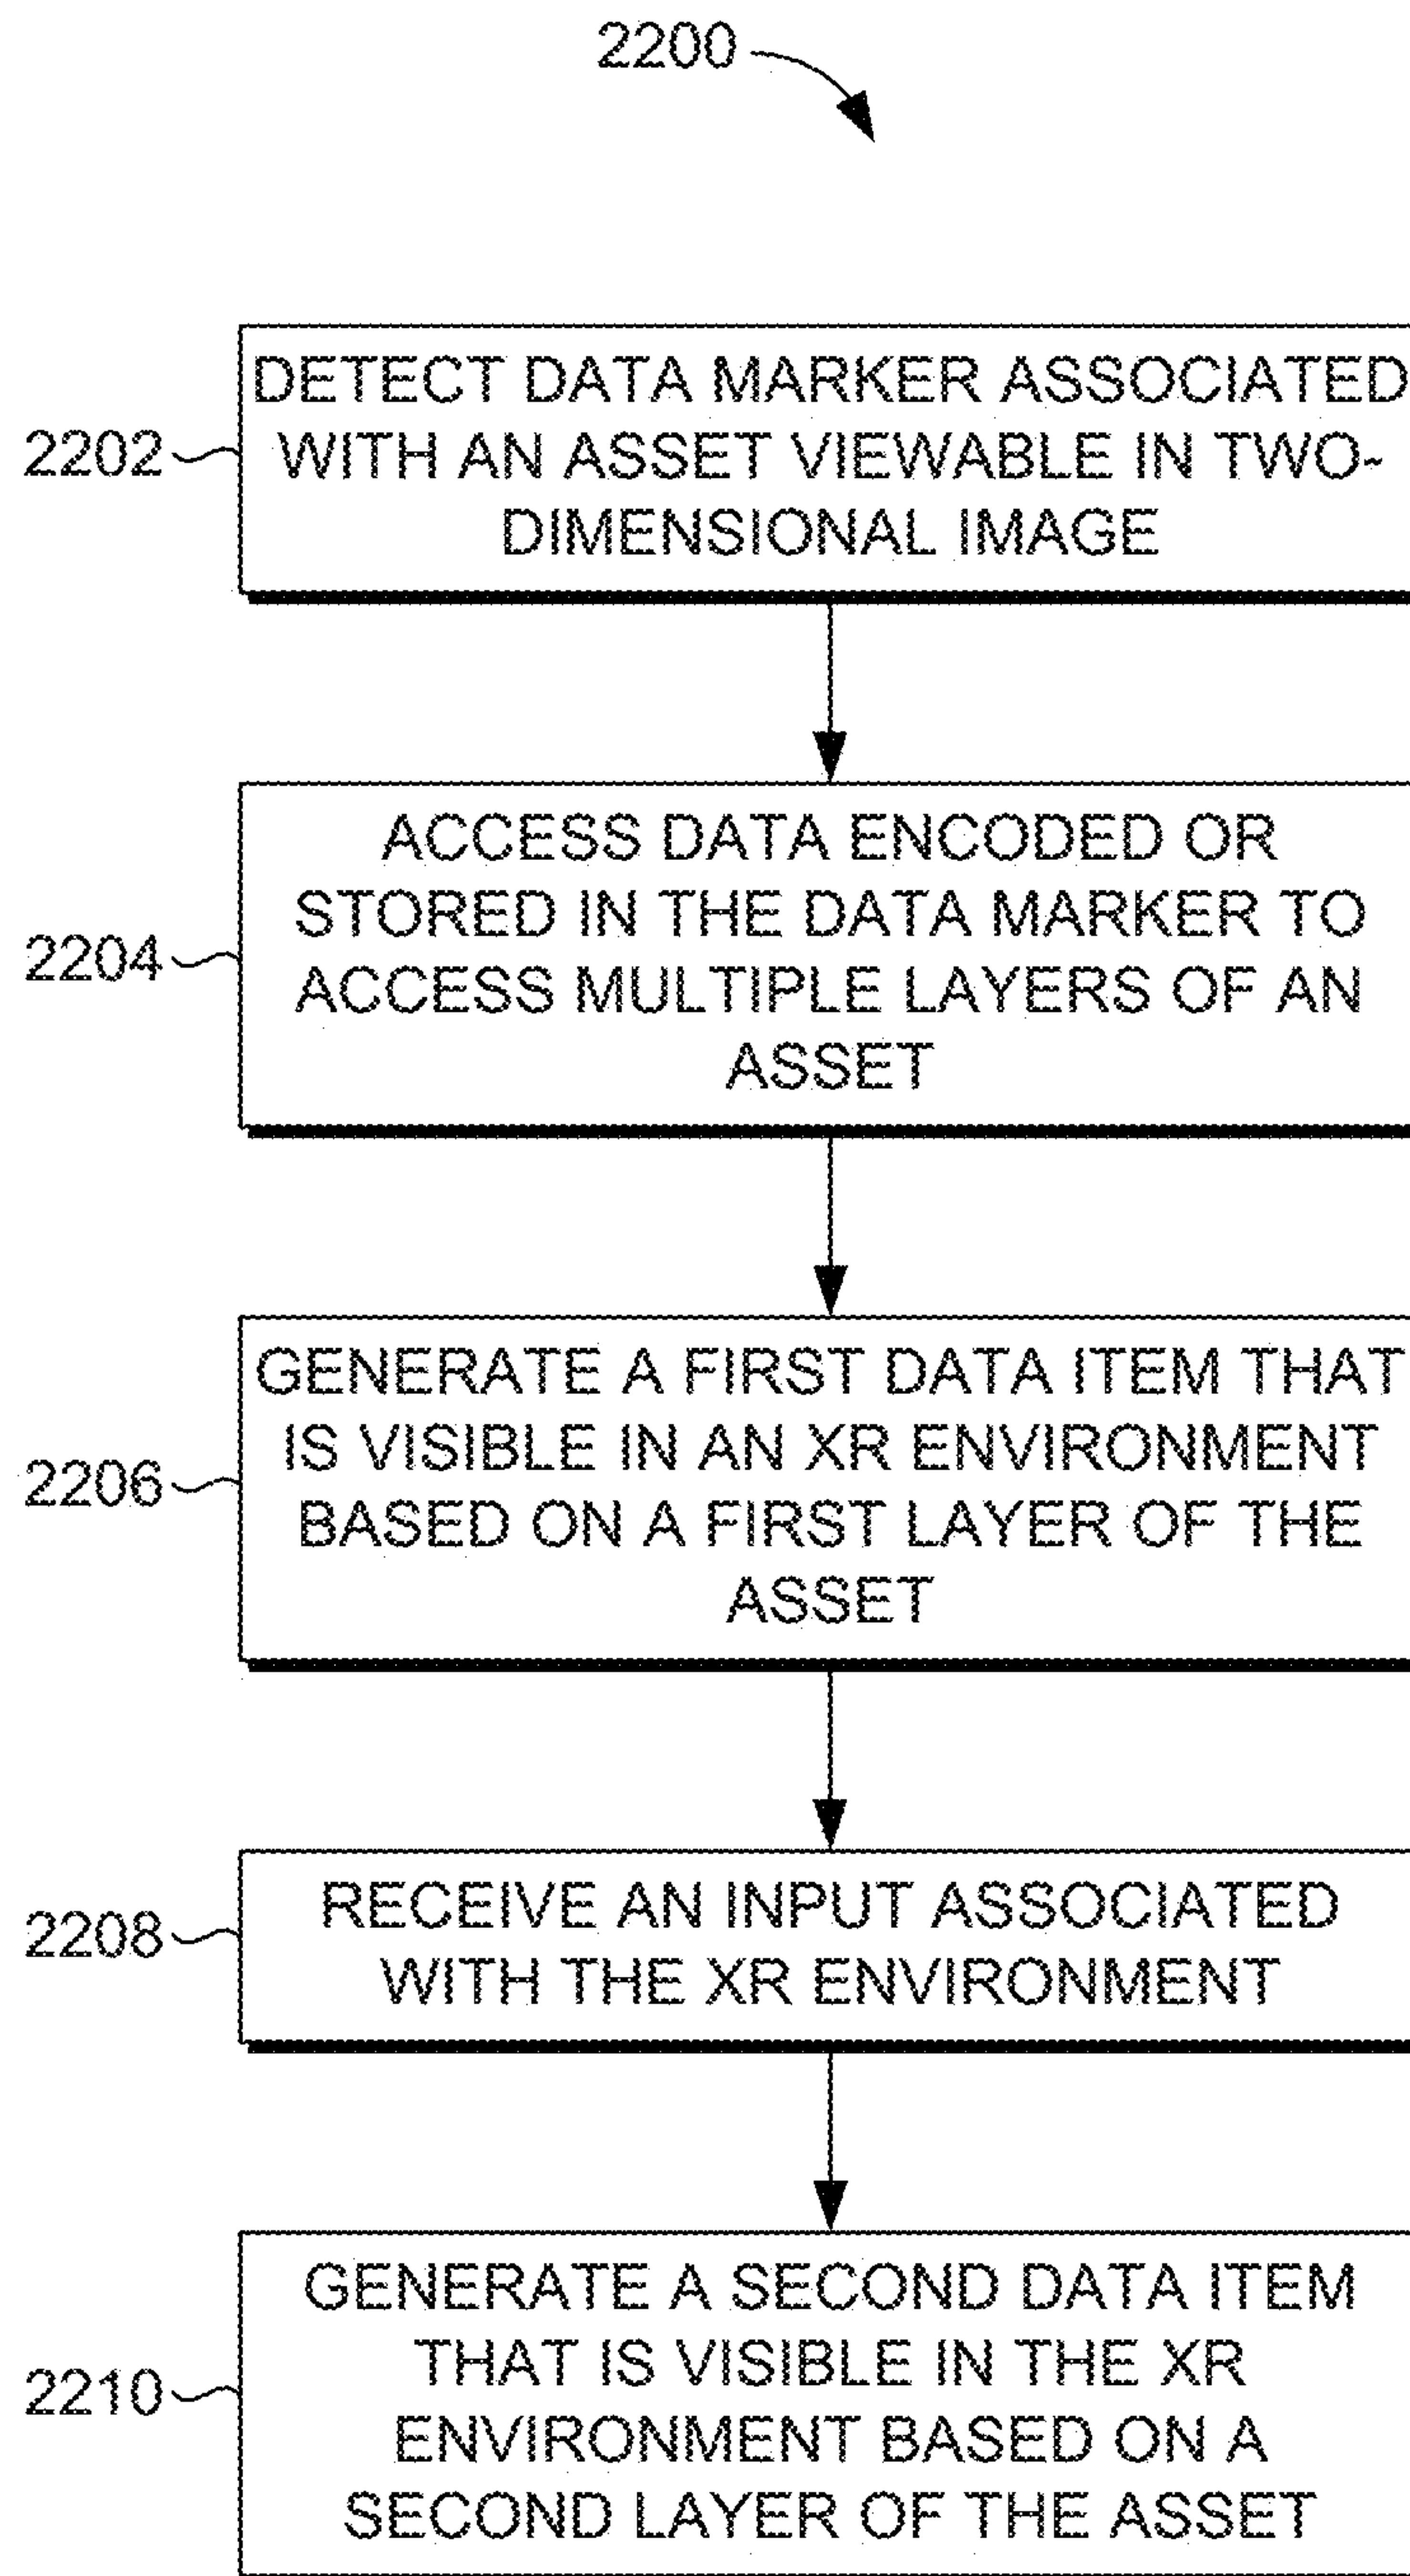 2200
DETECT DATA MARKER ASSOCIATED
WITH AN ASSET VIEWABLE IN TWO-
DIMENSIONAL IMAGE
2202
ACCESS DATA ENCODED OR
STORED IN THE DATA MARKER TO
ACCESS MULTIPLE LAYERS OF AN
ASSET
2204
GENERATE A FIRST DATA ITEM THAT
IS VISIBLE IN AN XR ENVIRONMENT
BASED ON A FIRST LAYER OF THE
ASSET
2206
RECEIVE AN INPUT ASSOCIATED
WITH THE XR ENVIRONMENT
2208
GENERATE A SECOND DATA ITEM
THAT IS VISIBLE IN THE XR
ENVIRONMENT BASED ON A
SECOND LAYER OF THE ASSET
2210